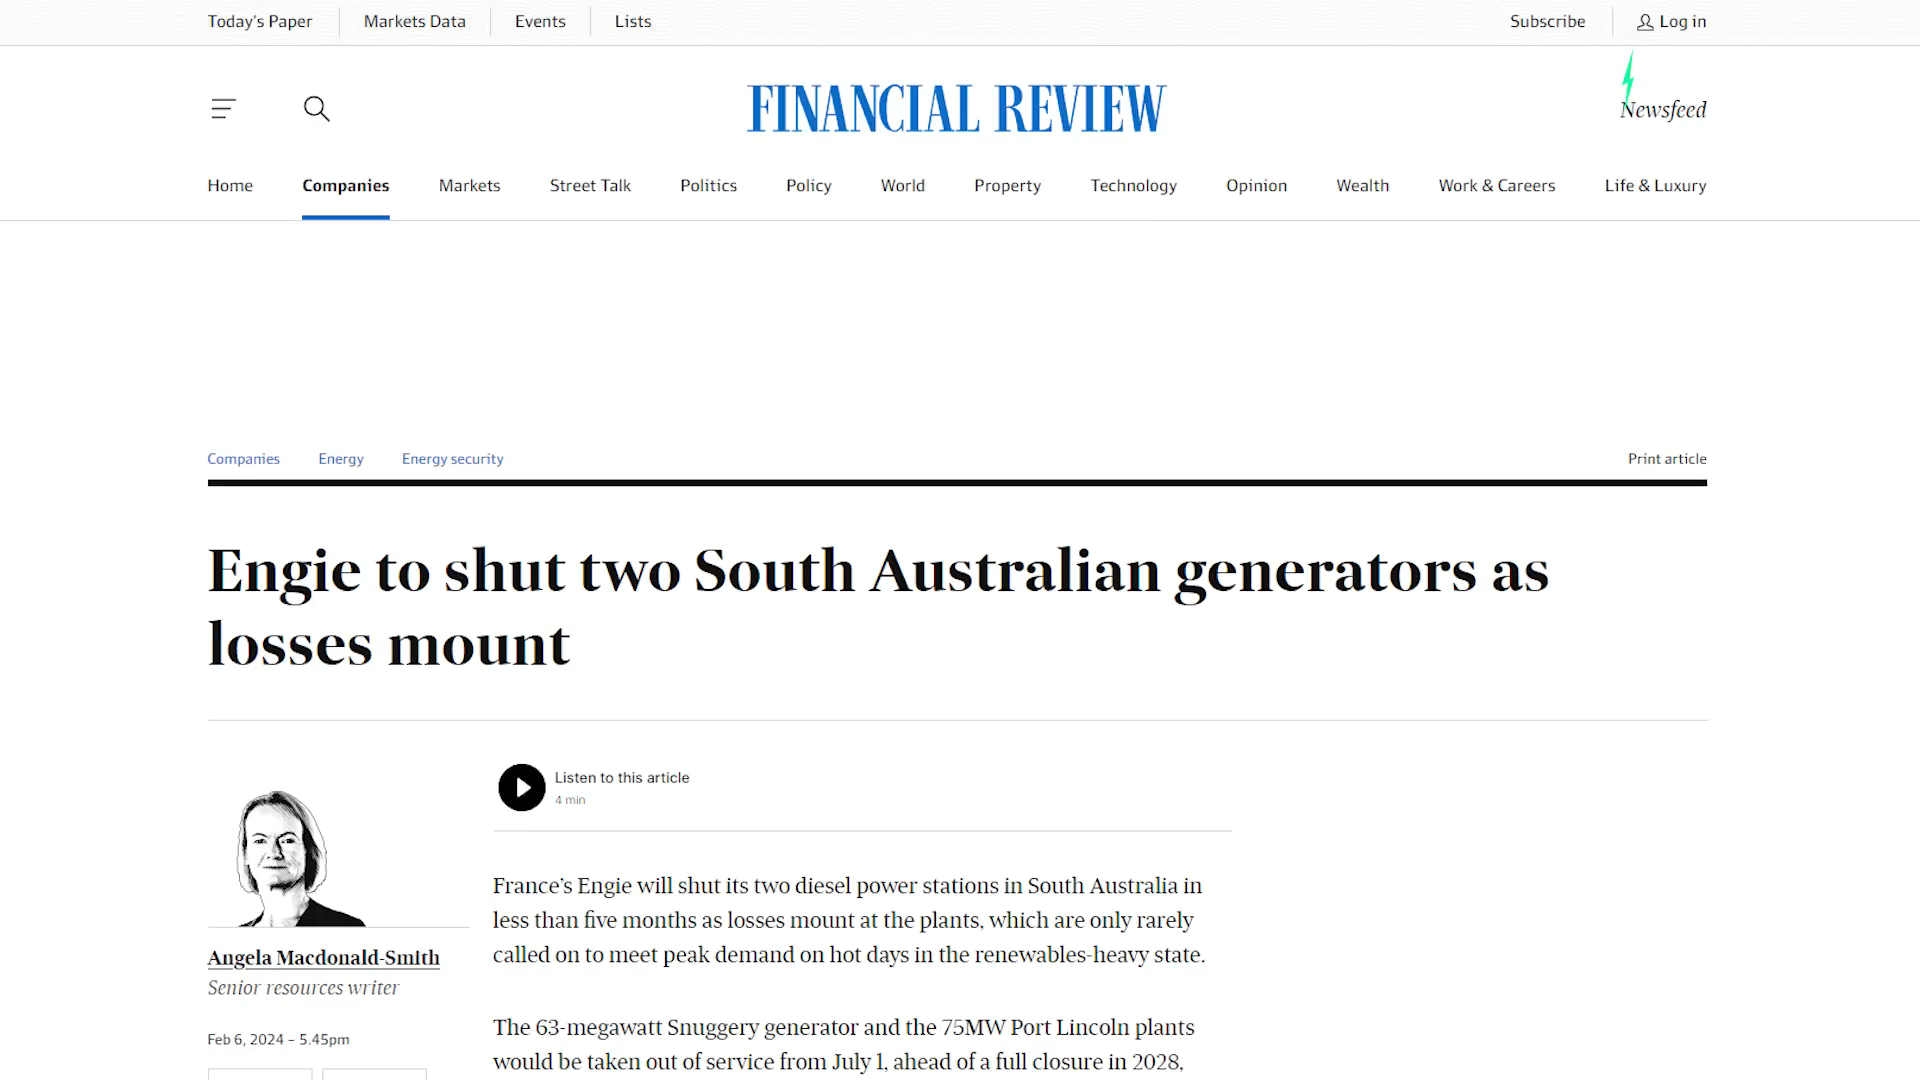 Today's Paper
Markets Data
Events
Lists
Subscribe
Log in
FINANCIAL REVIEW
Newsfeed
Home
Companies
Markets
Street Talk
Politics
Policy
World
Property
Technology
Opinion
Wealth
Work & Careers
Life & Luxury
Companies
Energy
Energy security
Print article
Engie to shut two South Australian generators as
losses mount
Listen to this article
4 min
France’s Engie will shut its two diesel power stations in South Australia in
less than five months as losses mount at the plants, which are only rarely
called on to meet peak demand on hot days in the renewables-heavy state.
Angela Macdonald-Smith
Senior resources writer
Feb 6, 2024 – 5.45pm
The 63-megawatt Snuggery generator and the 75MW Port Lincoln plants
would be taken out of service from July 1, ahead of a full closure in 2028,